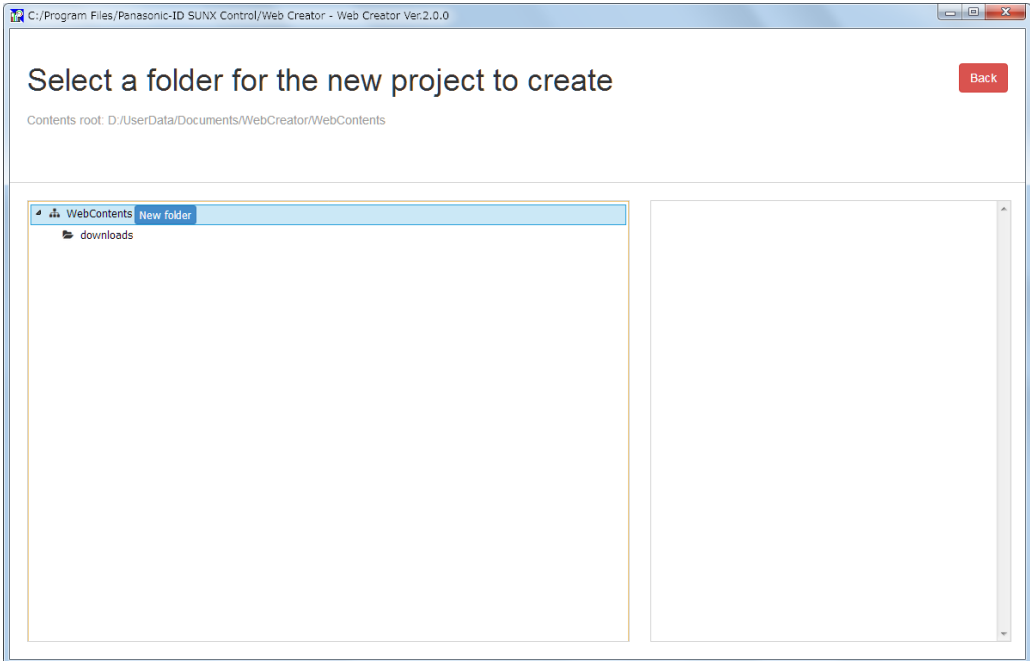 C:/Program Files/Panasonic-ID SUNX Control/Web Creator - Web Creator Ver.2.0.0
Select a folder for the new project to create
Back
Contents root: D:/UserData/Documents/WebCreator/WebContents
WebContents New folder
downloads